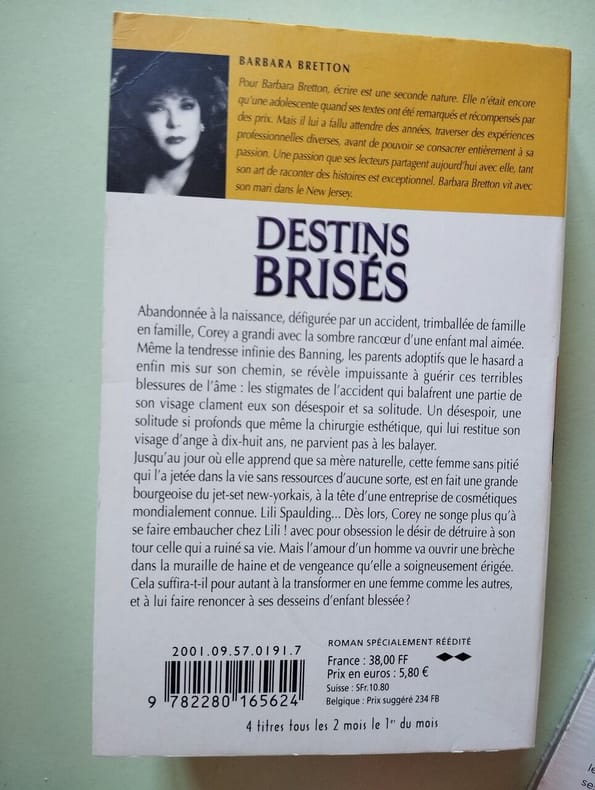 BARBARA BRETTON
Pour Barbara Bretton, écrire est une seconde nature. Elle n'était encore
qu'une adolescente quand ses textes ont été remarqués et récompensés par
des prix. Mais il lui a fallu attendre des années, traverser des expériences
professionnelles diverses, avant de pouvoir se consacrer entièrement à sa
passion. Une passion que ses lecteurs partagent aujourd'hui avec elle, tant
son art de raconter des histoires est exceptionnel. Barbara Bretton vit avec
son mari dans le New Jersey.
DESTINS
BRISÉS
Abandonnée à la naissance, défigurée par un accident, trimballée de famille
en famille, Corey a grandi avec la sombre rancœur d'une enfant mal aimée.
Même la tendresse infinie des Banning, les parents adoptifs que le hasard a
enfin mis sur son chemin, se révèle impuissante à guérir ces terribles
blessures de l'âme : les stigmates de l'accident qui balafrent une partie de
son visage clament eux son désespoir et sa solitude. Un désespoir, une
solitude si profonds que même la chirurgie esthétique, qui lui restitue son
visage d'ange à dix-huit ans, ne parvient pas à les balayer.
Jusqu'au jour où elle apprend que sa mère naturelle, cette femme sans pitié
qui l'a jetée dans la vie sans ressources d'aucune sorte, est en fait une grande
bourgeoise du jet-set new-yorkais, à la tête d'une entreprise de cosmétiques
mondialement connue. Lili Spaulding... Dès lors, Corey ne songe plus qu'à
se faire embaucher chez Lili ! avec pour obsession le désir de détruire à son
tour celle qui a ruiné sa vie. Mais l'amour d'un homme va ouvrir une brèche
dans la muraille de haine et de vengeance qu'elle a soigneusement érigée.
Cela suffira-t-il pour autant à la transformer en une femme comme les autres,
et à lui faire renoncer à ses desseins d'enfant blessée ?
2001.09.57.0191.7
9 782280 165624
ROMAN SPÉCIALEMENT RÉÉDITÉ
France : 38,00 FF
Prix en euros : 5,80 €
Suisse : SFr.10.80
Belgique : Prix suggéré 234 FB
4 titres tous les 2 mois le 1er du mois